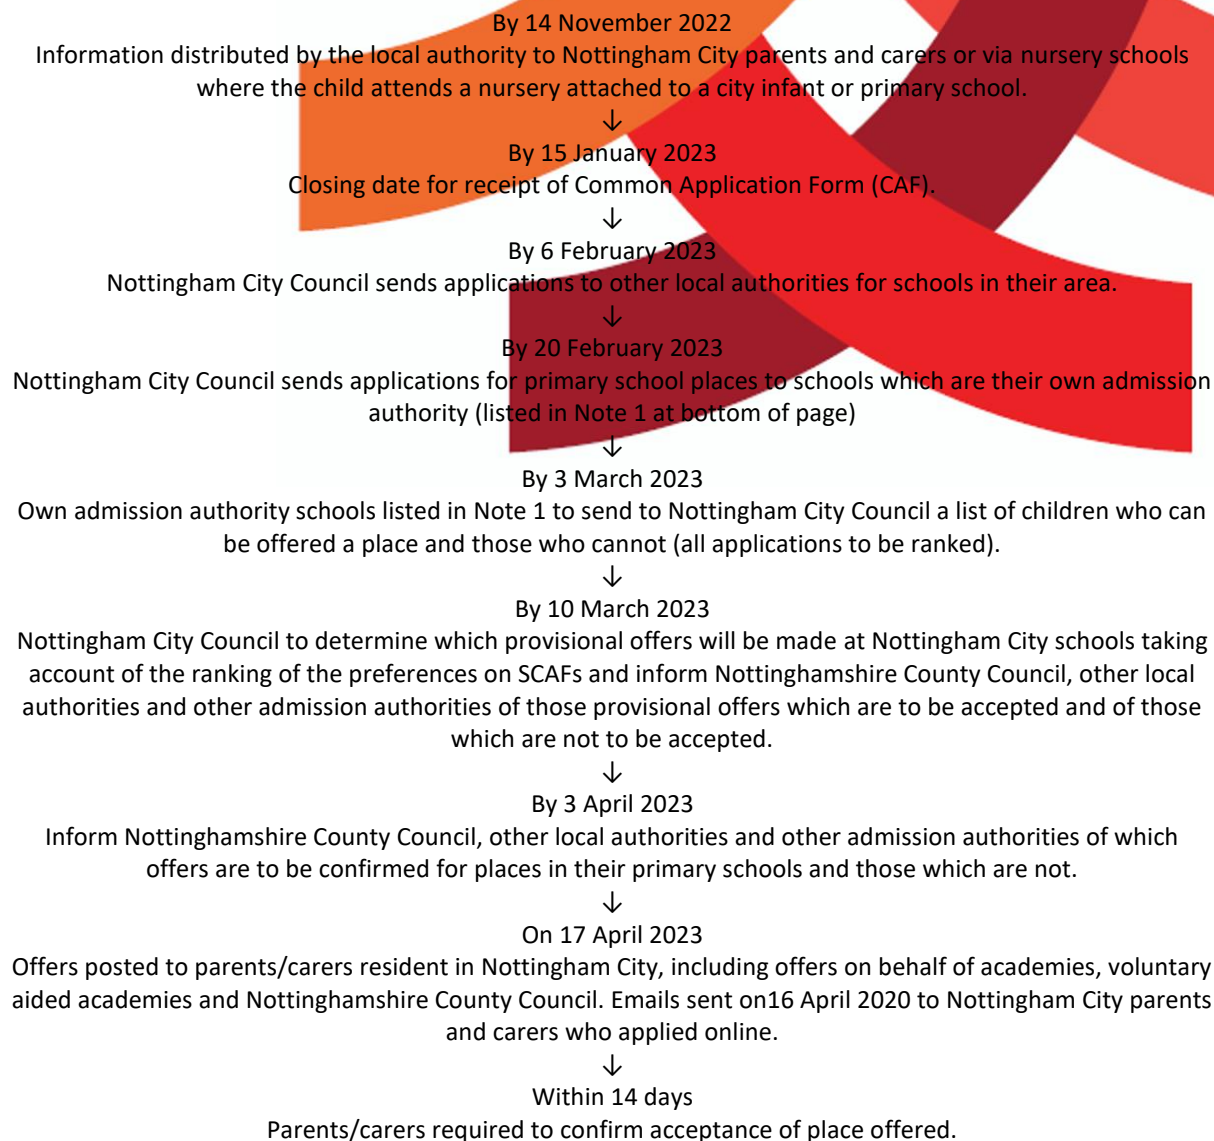 By 14 November 2022
Information distributed by the local authority to Nottingham City parents and carers or via nursery schools
where the child attends a nursery attached to a city infant or primary school.
↓
By 15 January 2023
Closing date for receipt of Common Application Form (CAF).
↓
By 6 February 2023
Nottingham City Council sends applications to other local authorities for schools in their area.
↓
By 20 February 2023
Nottingham City Council sends applications for primary school places to schools which are their own admission
authority (listed in Note 1 at bottom of page)
↓
By 3 March 2023
Own admission authority schools listed in Note 1 to send to Nottingham City Council a list of children who can
be offered a place and those who cannot (all applications to be ranked).
↓
By 10 March 2023
Nottingham City Council to determine which provisional offers will be made at Nottingham City schools taking
account of the ranking of the preferences on SCAFs and inform Nottinghamshire County Council, other local
authorities and other admission authorities of those provisional offers which are to be accepted and of those
which are not to be accepted.
↓
By 3 April 2023
Inform Nottinghamshire County Council, other local authorities and other admission authorities of which
offers are to be confirmed for places in their primary schools and those which are not.
↓
On 17 April 2023
Offers posted to parents/carers resident in Nottingham City, including offers on behalf of academies, voluntary
aided academies and Nottinghamshire County Council. Emails sent on16 April 2020 to Nottingham City parents
and carers who applied online.
↓
Within 14 days
Parents/carers required to confirm acceptance of place offered.